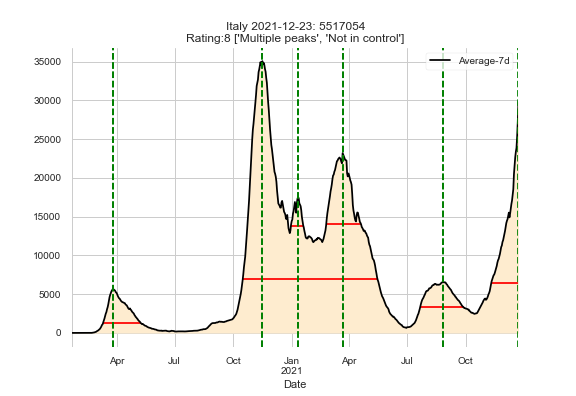 Italy 2021-12-23: 5517054
Rating:8 ['Multiple peaks', 'Not in control']
Average-7d
35000
30000
25000
20000
15000
10000
5000
0
Apr Jul Oct Jan Apr Jul Oct
2021
Date